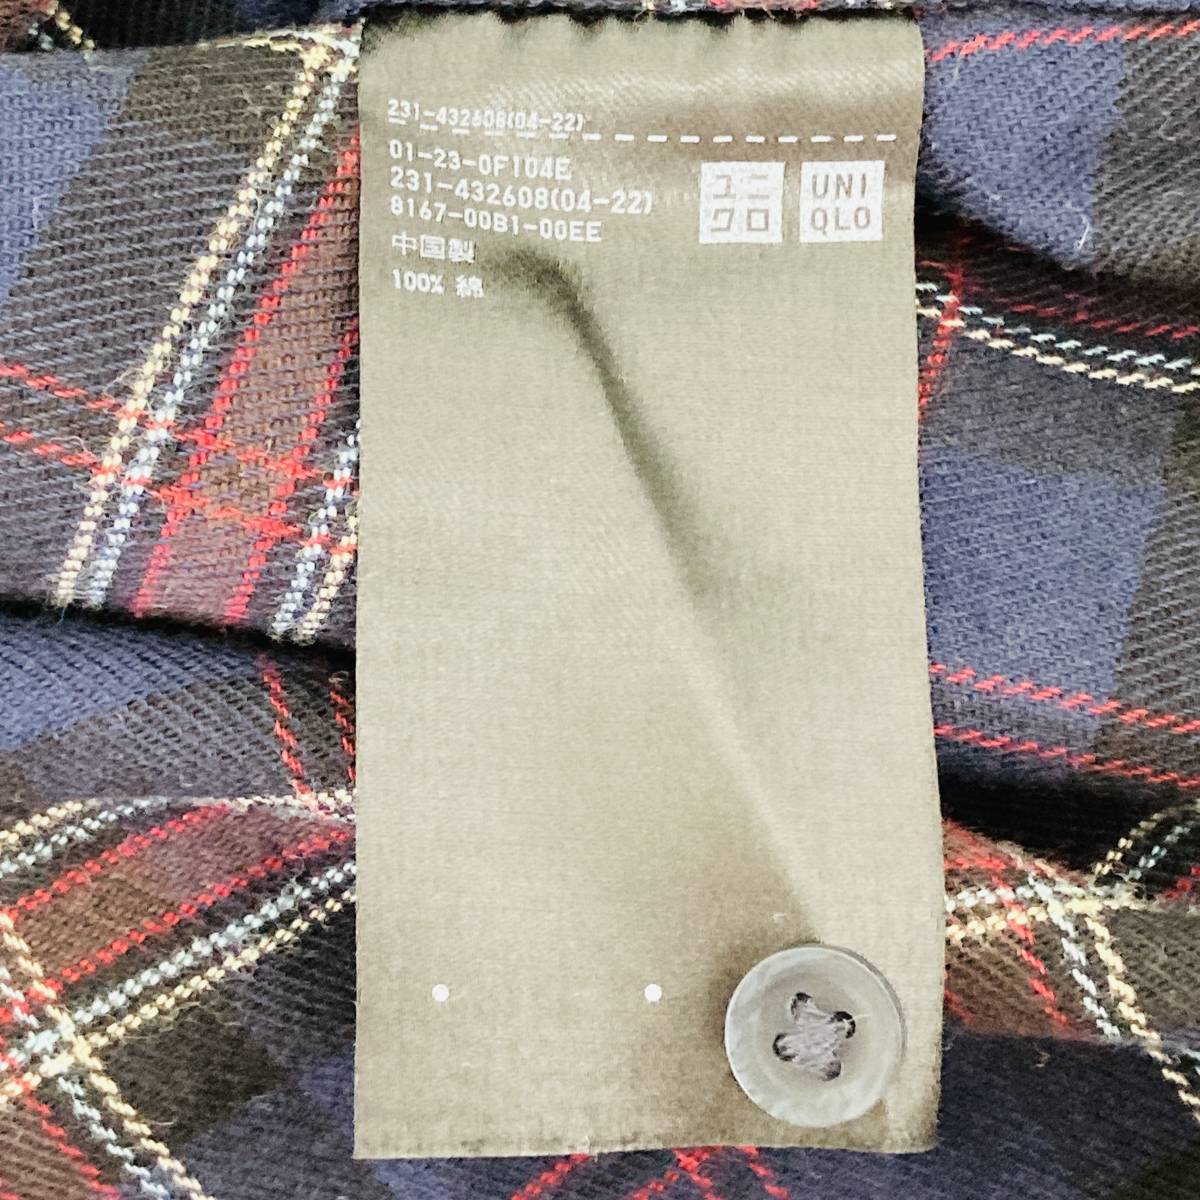 231-432608(04-22)
01-23-0F104E
231-432608(04-22)
8167-00B1-00EE
中国製
100% 綿
ユニ
クロ
UNI
QLO